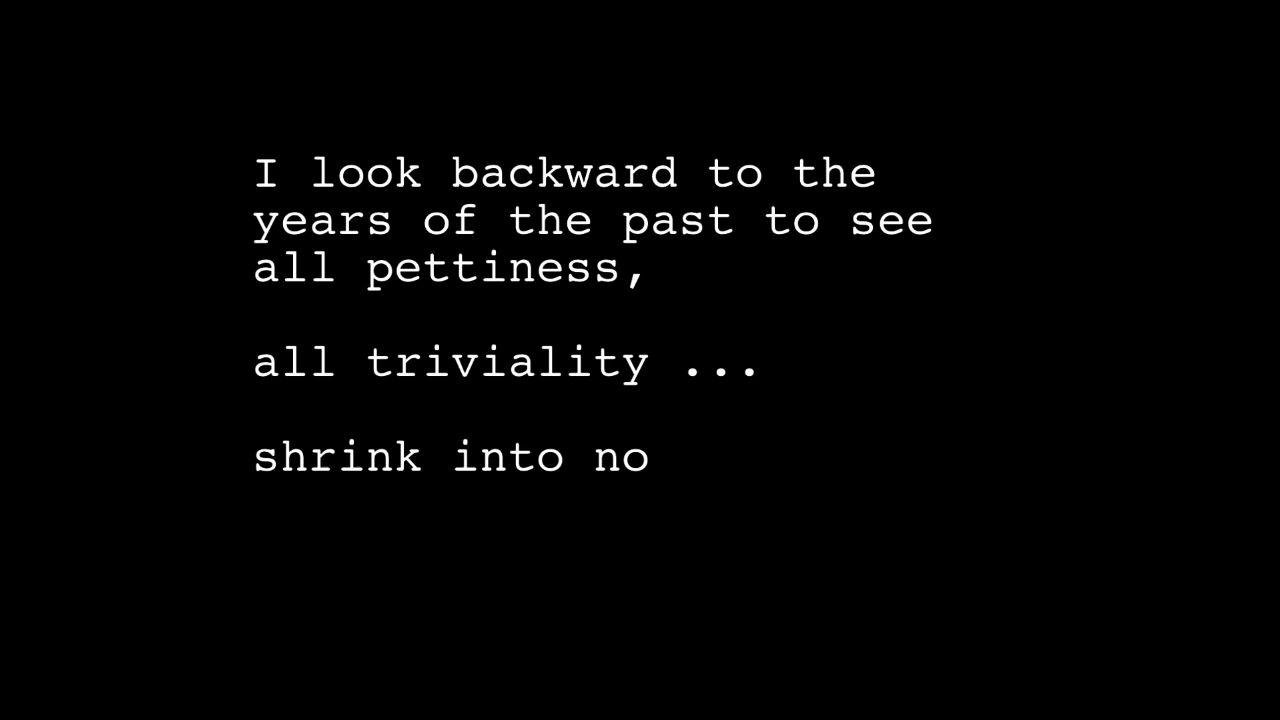 I look backward to the
years of the past to see
all pettiness,
all triviality ...
shrink into no